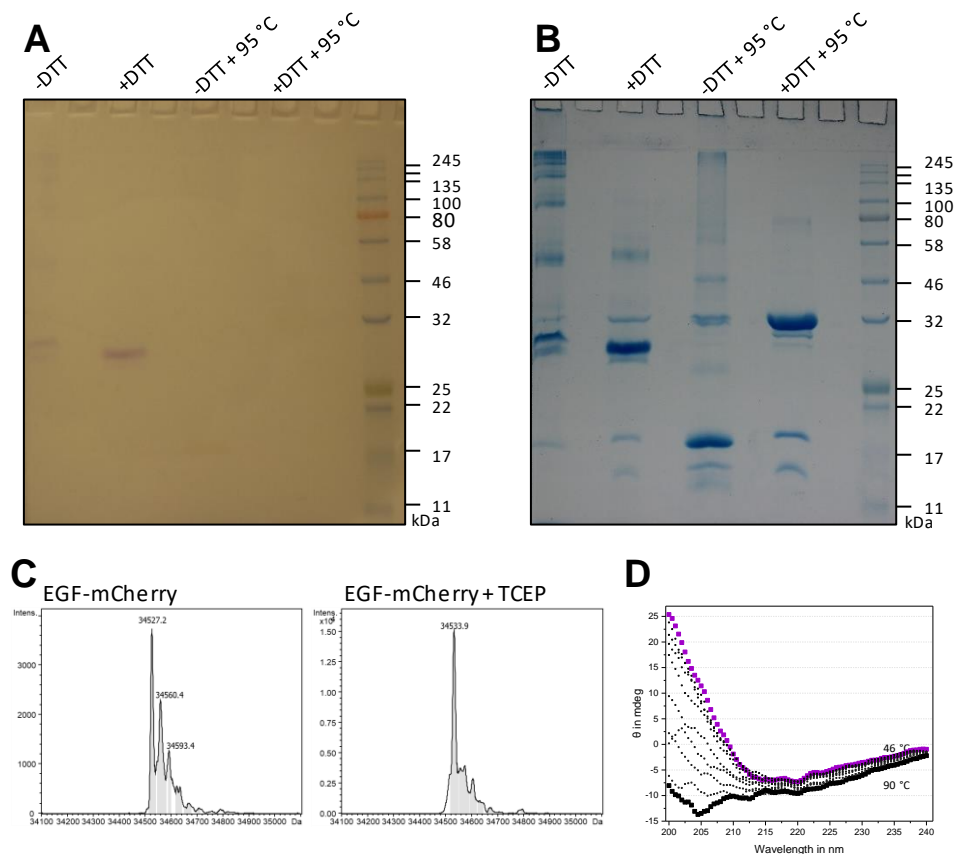 A
-DTT
+DTT
-DTT + 95 °C
+DTT + 95 °C
245
135
100
80
58
46
32
25
22
17
11
kDa
B
-DTT
+DTT
-DTT + 95 °C
+DTT + 95 °C
245
135
100
80
58
46
32
25
22
17
11
kDa
C
EGF-mCherry
Intens.
3000
2000
1000
0
34527.2
34560.4
34593.4
34100 34200 34300 34400 34500 34600 34700 34800 34900 35000 Da
EGF-mCherry + TCEP
Intens.
1.50
1.25
1.00
0.75
0.50
0.25
0.00
34533.9
34100 34200 34300 34400 34500 34600 34700 34800 34900 35000 Da
D
θ in mdeg
25
20
15
10
5
0
-5
-10
-15
46 °C
90 °C
200 205 210 215 220 225 230 235 240
Wavelength in nm